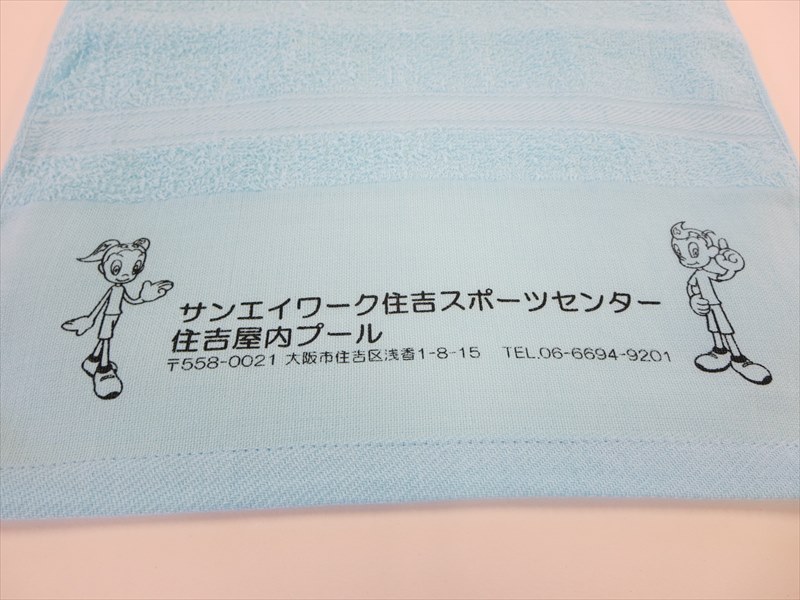 サンエイワーク住吉スポーツセンター
住吉屋内プール
〒558-0021 大阪市住吉区浅香1-8-15 TEL.06-6694-9201